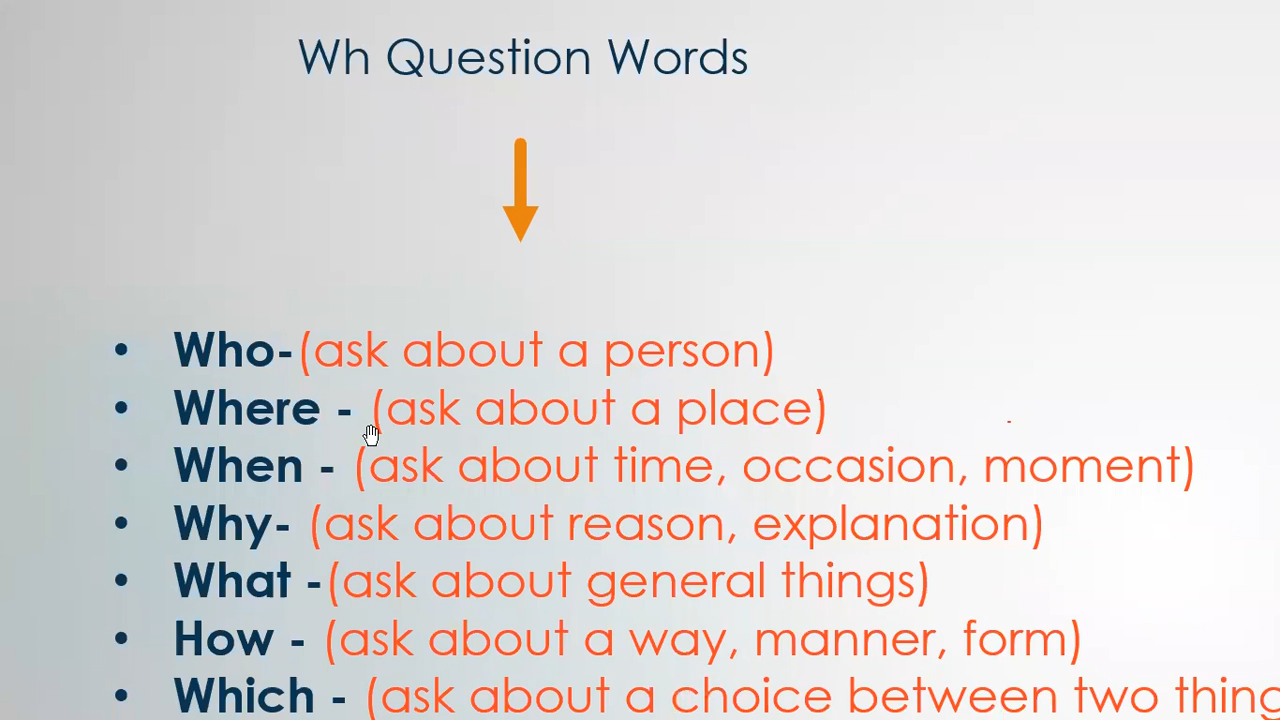 Wh Question Words
• Who-(ask about a person)
• Where - (ask about a place)
• When - (ask about time, occasion, moment)
• Why- (ask about reason, explanation)
• What -(ask about general things)
• How - (ask about a way, manner, form)
• Which - (ask about a choice between two